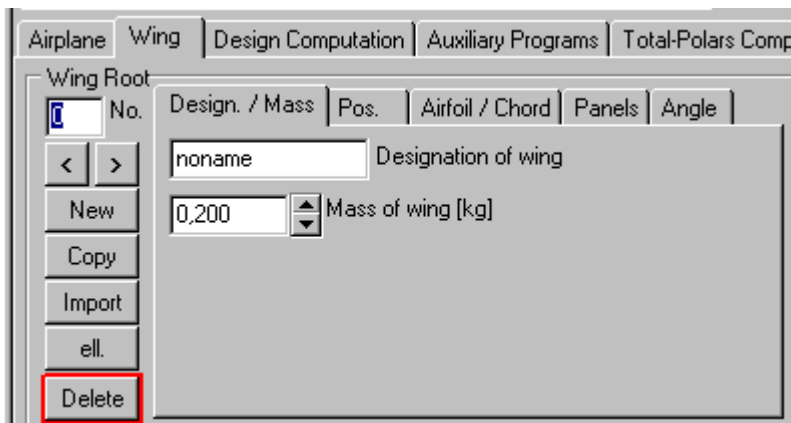 Airplane Wing Design Computation Auxiliary Programs Total-Polars Comp
Wing Root
0 No.
Design. / Mass Pos. Airfoil / Chord Panels Angle
< >
noname Designation of wing
New
0,200 Mass of wing [kg]
Copy
Import
ell.
Delete